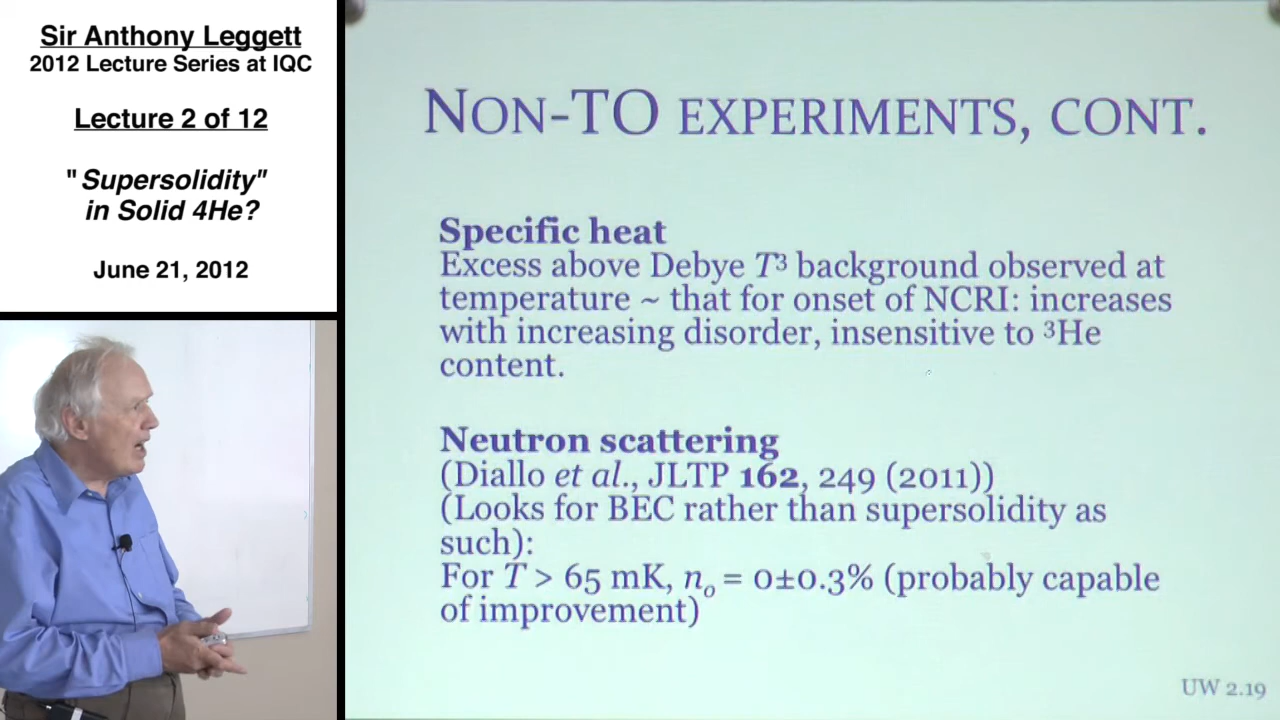 Sir Anthony Leggett
2012 Lecture Series at IQC
Lecture 2 of 12
"Supersolidity"
in Solid 4He?
June 21, 2012
NON-TO EXPERIMENTS, CONT.
Specific heat
Excess above Debye T³ background observed at
temperature ~ that for onset of NCRI: increases
with increasing disorder, insensitive to ³He
content.
Neutron scattering
(Diallo et al., JLTP 162, 249 (2011))
(Looks for BEC rather than supersolidity as
such):
For T > 65 mK, nₒ = 0±0.3% (probably capable
of improvement)
UW 2.19